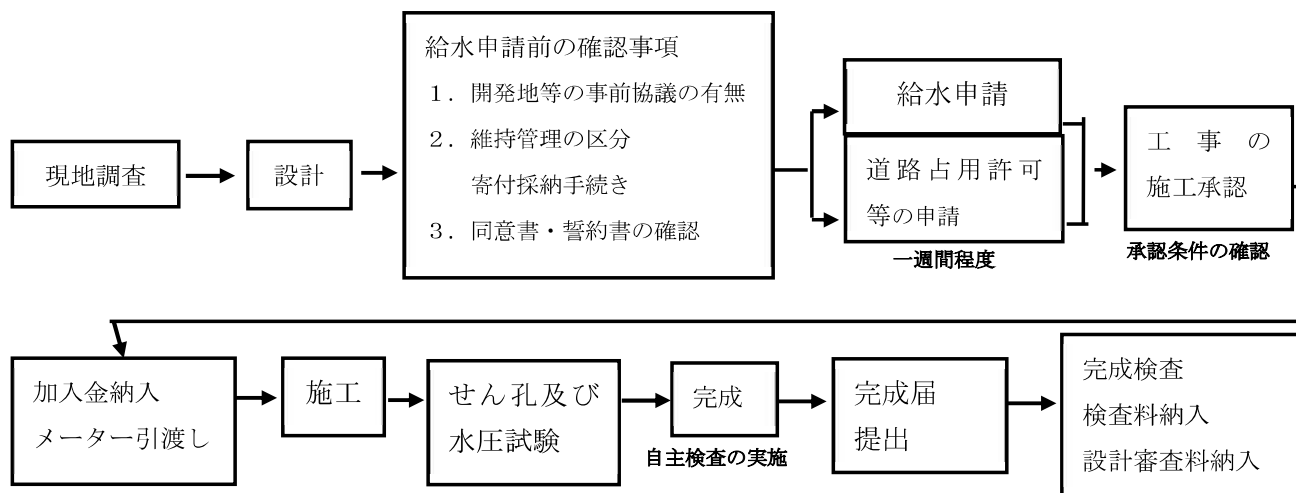 現地調査
設計
給水申請前の確認事項
１．開発地等の事前協議の有無
２．維持管理の区分
寄付採納手続き
３．同意書・誓約書の確認
給水申請
道路占用許可
等の申請
一週間程度
工事の
施工承認
承認条件の確認
加入金納入
メーター引渡し
施工
せん孔及び
水圧試験
完成
自主検査の実施
完成届
提出
完成検査
検査料納入
設計審査料納入